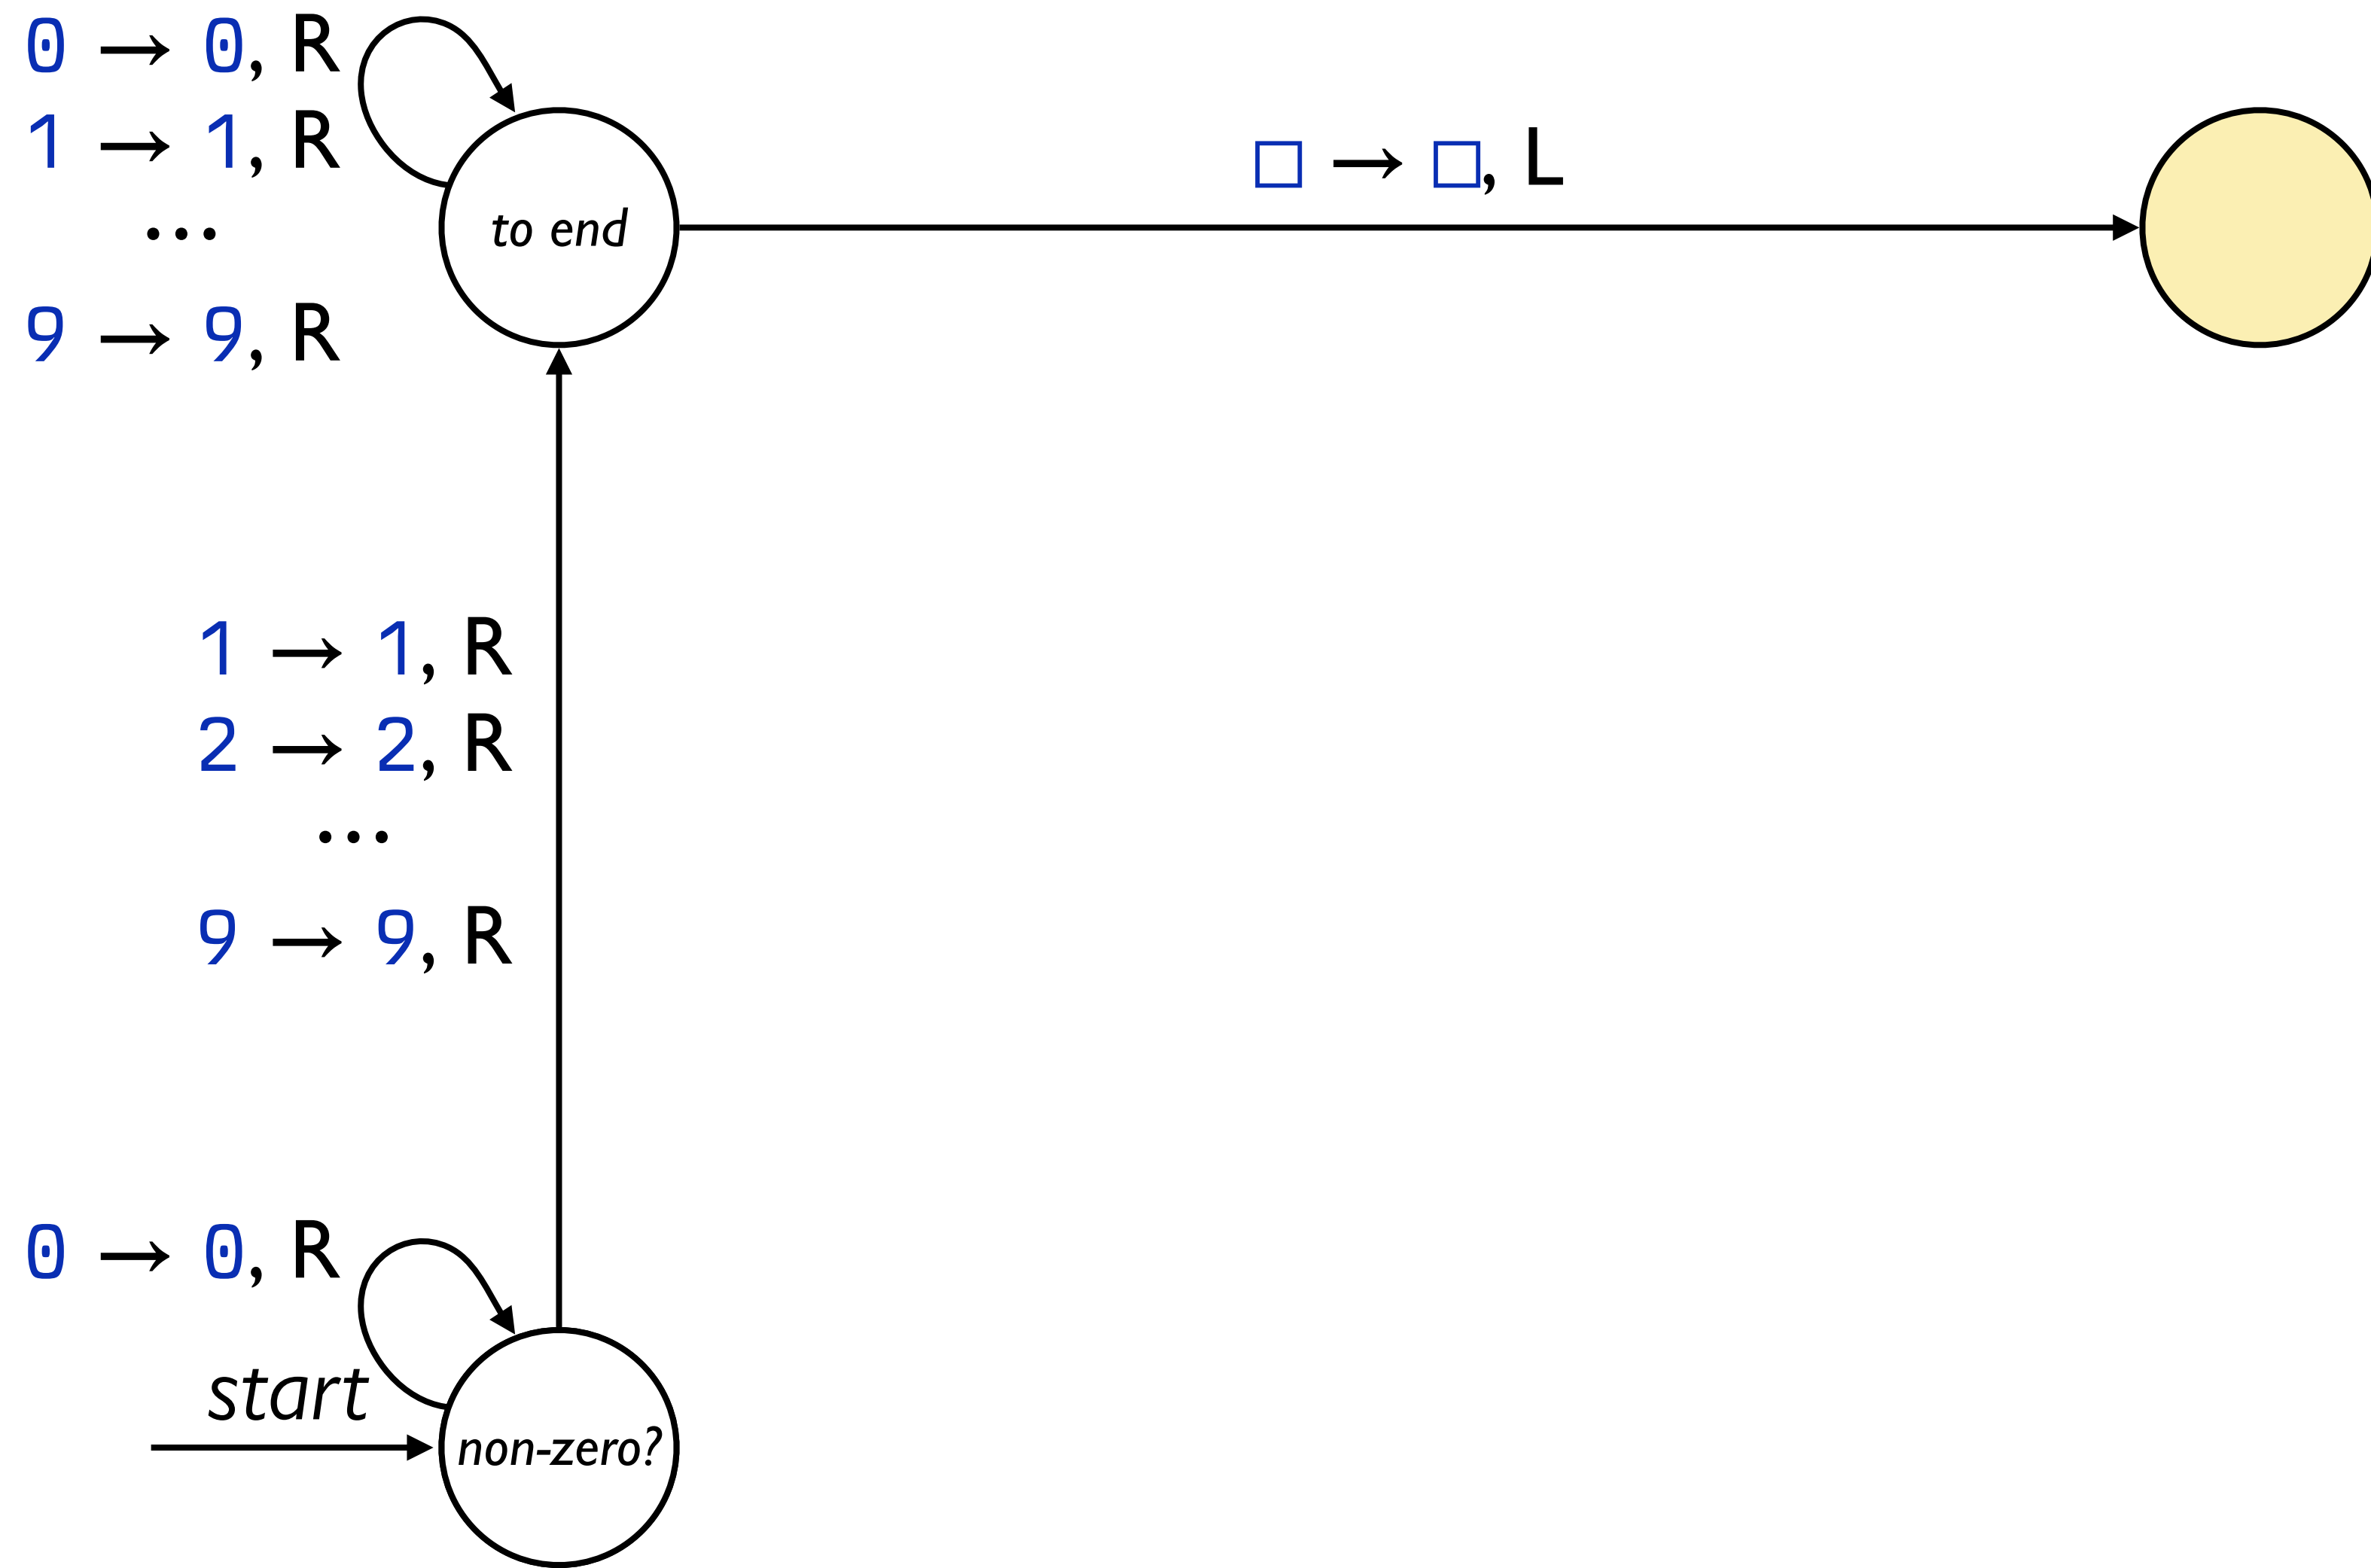 0 → 0, R
1 → 1, R
...
9 → 9, R
to end
□ → □, L
1 → 1, R
2 → 2, R
...
9 → 9, R
0 → 0, R
start
non-zero?